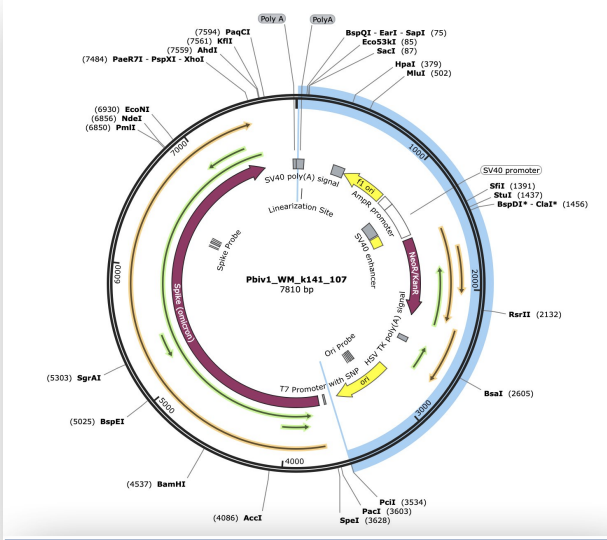 Poly A
PolyA
(7594) PaqCI
(7561) KflI
(7559) AhdI
(7484) PaeR7I - PspXI - XhoI
BspQI - EarI - SapI (75)
Eco53kI (85)
SacI (87)
HpaI (379)
MluI (502)
(6930) EcoNI
(6856) NdeI
(6850) PmlI
7000
1000
SV40 promoter
SV40 poly(A) signal
f1 ori
AmpR promoter
SfiI (1391)
StuI (1437)
BspDI* - ClaI* (1456)
Linearization Site
Spike Probe
SV40 enhancer
NeoR/KanR
Pbiv1_WM_k141_107
7810 bp
6000
2000
Spike (omicron)
HSV TK poly(A) signal
RsrII (2132)
Ori Probe
T7 Promoter with SNP
ori
(5303) SgrAI
BsaI (2605)
5000
3000
(5025) BspEI
4000
(4537) BamHI
(4086) AccI
PciI (3534)
PacI (3603)
SpeI (3628)